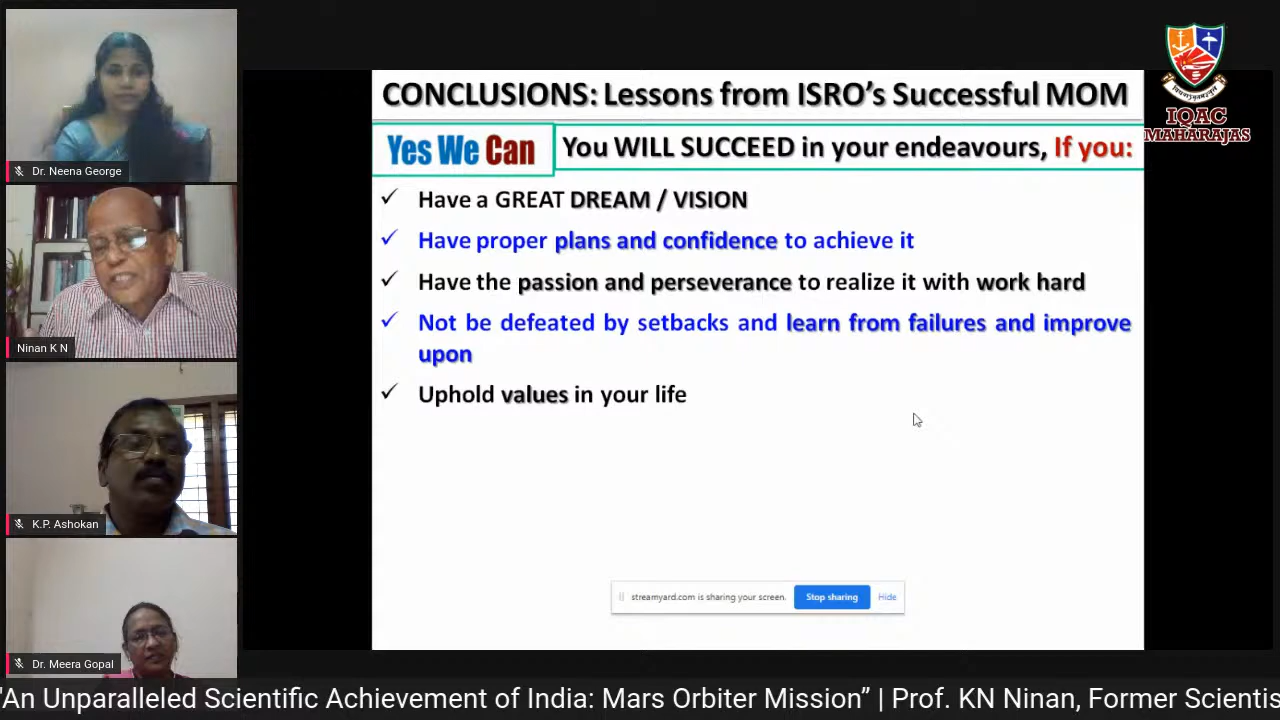 Dr. Neena George
Ninan K N
K.P. Ashokan
Dr. Meera Gopal
IQAC
MAHARAJAS
CONCLUSIONS: Lessons from ISRO's Successful MOM
Yes We Can
You WILL SUCCEED in your endeavours, If you:
✓ Have a GREAT DREAM / VISION
✓ Have proper plans and confidence to achieve it
✓ Have the passion and perseverance to realize it with work hard
✓ Not be defeated by setbacks and learn from failures and improve
upon
✓ Uphold values in your life
streamyard.com is sharing your screen.
Stop sharing
Hide
"An Unparalleled Scientific Achievement of India: Mars Orbiter Mission” | Prof. KN Ninan, Former Scientis